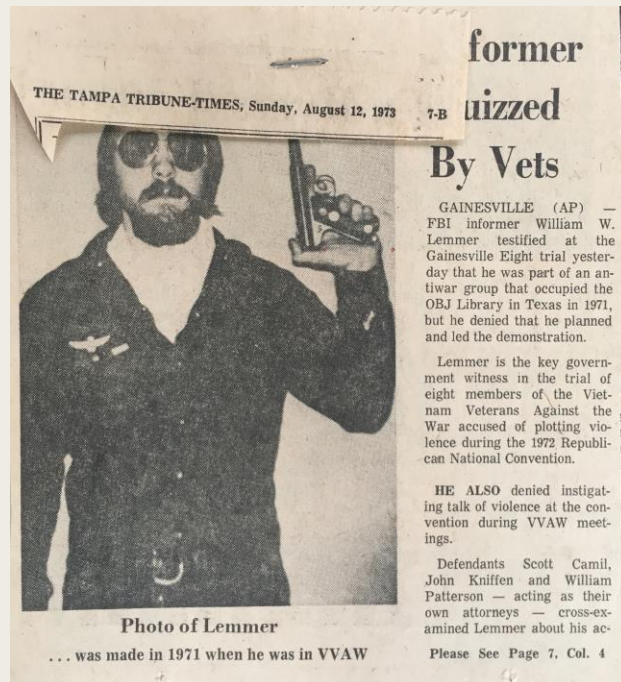 THE TAMPA TRIBUNE-TIMES, Sunday, August 12, 1973 7-B
former
uizzed
By Vets
GAINESVILLE (AP) —
FBI informer William W.
Lemmer testified at the
Gainesville Eight trial yester-
day that he was part of an an-
tiwar group that occupied the
OBJ Library in Texas in 1971,
but he denied that he planned
and led the demonstration.
Lemmer is the key govern-
ment witness in the trial of
eight members of the Viet-
nam Veterans Against the
War accused of plotting vio-
lence during the 1972 Republi-
can National Convention.
HE ALSO denied instigat-
ing talk of violence at the con-
vention during VVAW meet-
ings.
Defendants Scott Camil,
John Kniffen and William
Patterson — acting as their
own attorneys — cross-ex-
amined Lemmer about his ac-
Please See Page 7, Col. 4
Photo of Lemmer
. . . was made in 1971 when he was in VVAW